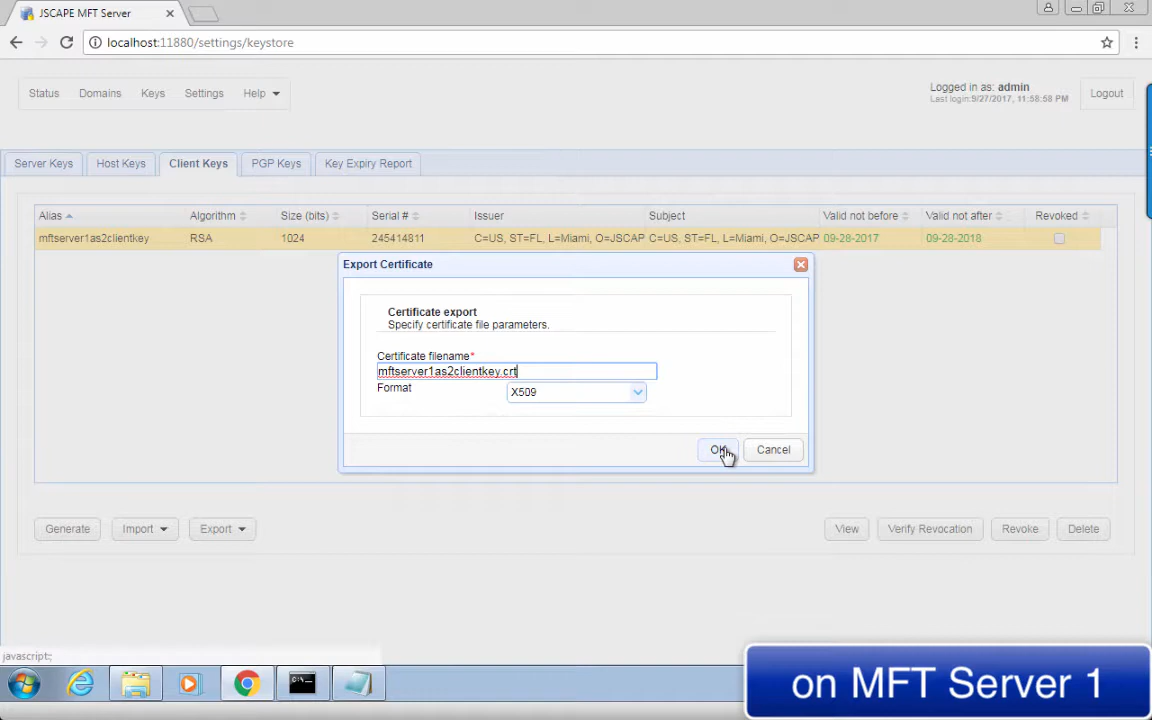 JSCAPE MFT Server
localhost:11880/settings/keystore
Status Domains Keys Settings Help
Logged in as: admin
Last login:9/27/2017, 11:58:58 PM
Logout
Server Keys Host Keys Client Keys PGP Keys Key Expiry Report
Alias Algorithm Size (bits) Serial # Issuer Subject Valid not before Valid not after Revoked
mftserver1as2clientkey RSA 1024 245414811 C=US, ST=FL, L=Miami, O=JSCAP C=US, ST=FL, L=Miami, O=JSCAP 09-28-2017 09-28-2018
Export Certificate
Certificate export
Specify certificate file parameters.
Certificate filename*
mftserver1as2clientkey.crt
Format X509
OK Cancel
Generate Import Export View Verify Revocation Revoke Delete
javascript:;
on MFT Server 1